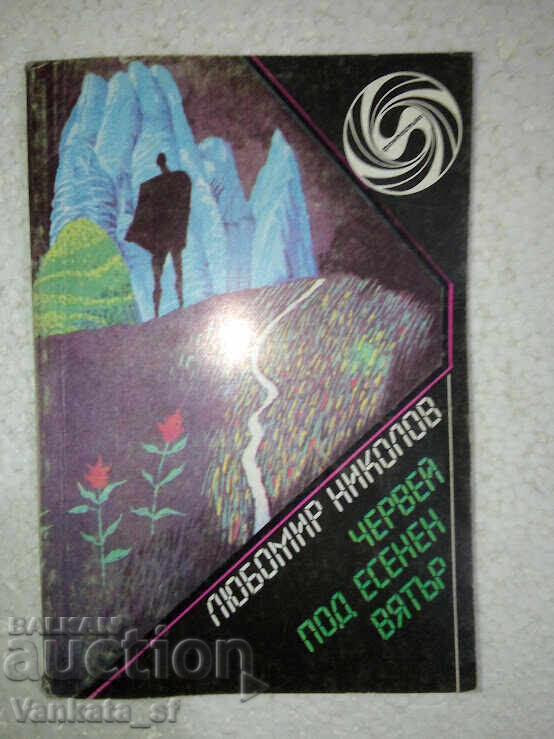 ЛЮБОМИР НИКОЛОВ
ЧЕРВЕЙ
ПОД ЕСЕНЕН
ВЯТЪР
BALKAN
auction
Vankata_sf